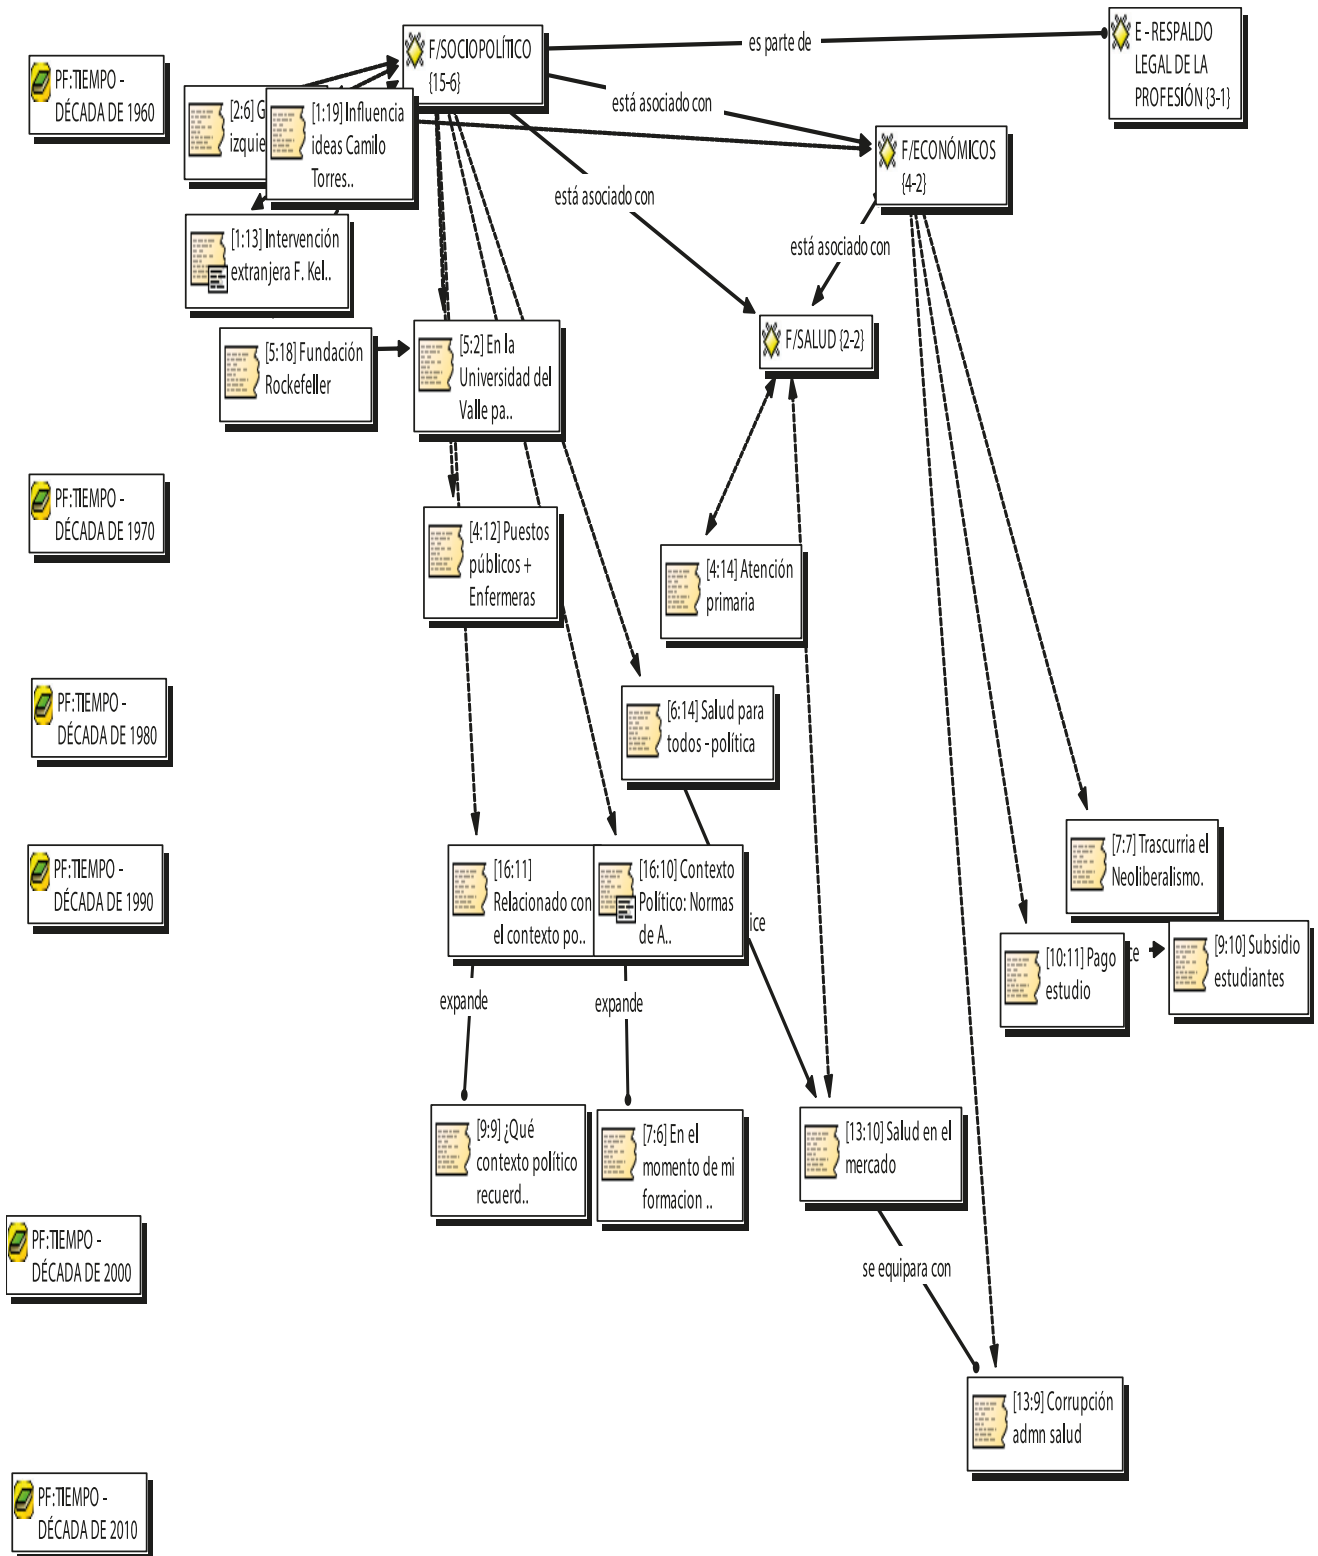 F/SOCIOPOLÍTICO
{15-6}
es parte de
E - RESPALDO
LEGAL DE LA
PROFESIÓN {3-1}
PF:TIEMPO -
DÉCADA DE 1960
está asociado con
[2:6] G
izquie
[1:19] Influencia
ideas Camilo
Torres..
F/ECONÓMICOS
{4-2}
está asociado con
está asociado con
[1:13] Intervención
extranjera F. Kel..
F/SALUD {2-2}
[5:18] Fundación
Rockefeller
[5:2] En la
Universidad del
Valle pa..
PF:TIEMPO -
DÉCADA DE 1970
[4:12] Puestos
públicos +
Enfermeras
[4:14] Atención
primaria
PF:TIEMPO -
DÉCADA DE 1980
[6:14] Salud para
todos - política
PF:TIEMPO -
DÉCADA DE 1990
[16:11]
Relacionado con
el contexto po..
[16:10] Contexto
Político: Normas
de A..
ice
[7:7] Trascurria el
Neoliberalismo.
[10:11] Pago
estudio
ce
[9:10] Subsidio
estudiantes
expande
expande
[9:9] ¿Qué
contexto político
recuerd..
[7:6] En el
momento de mi
formacion ..
[13:10] Salud en el
mercado
PF:TIEMPO -
DÉCADA DE 2000
se equipara con
[13:9] Corrupción
admn salud
PF:TIEMPO -
DÉCADA DE 2010